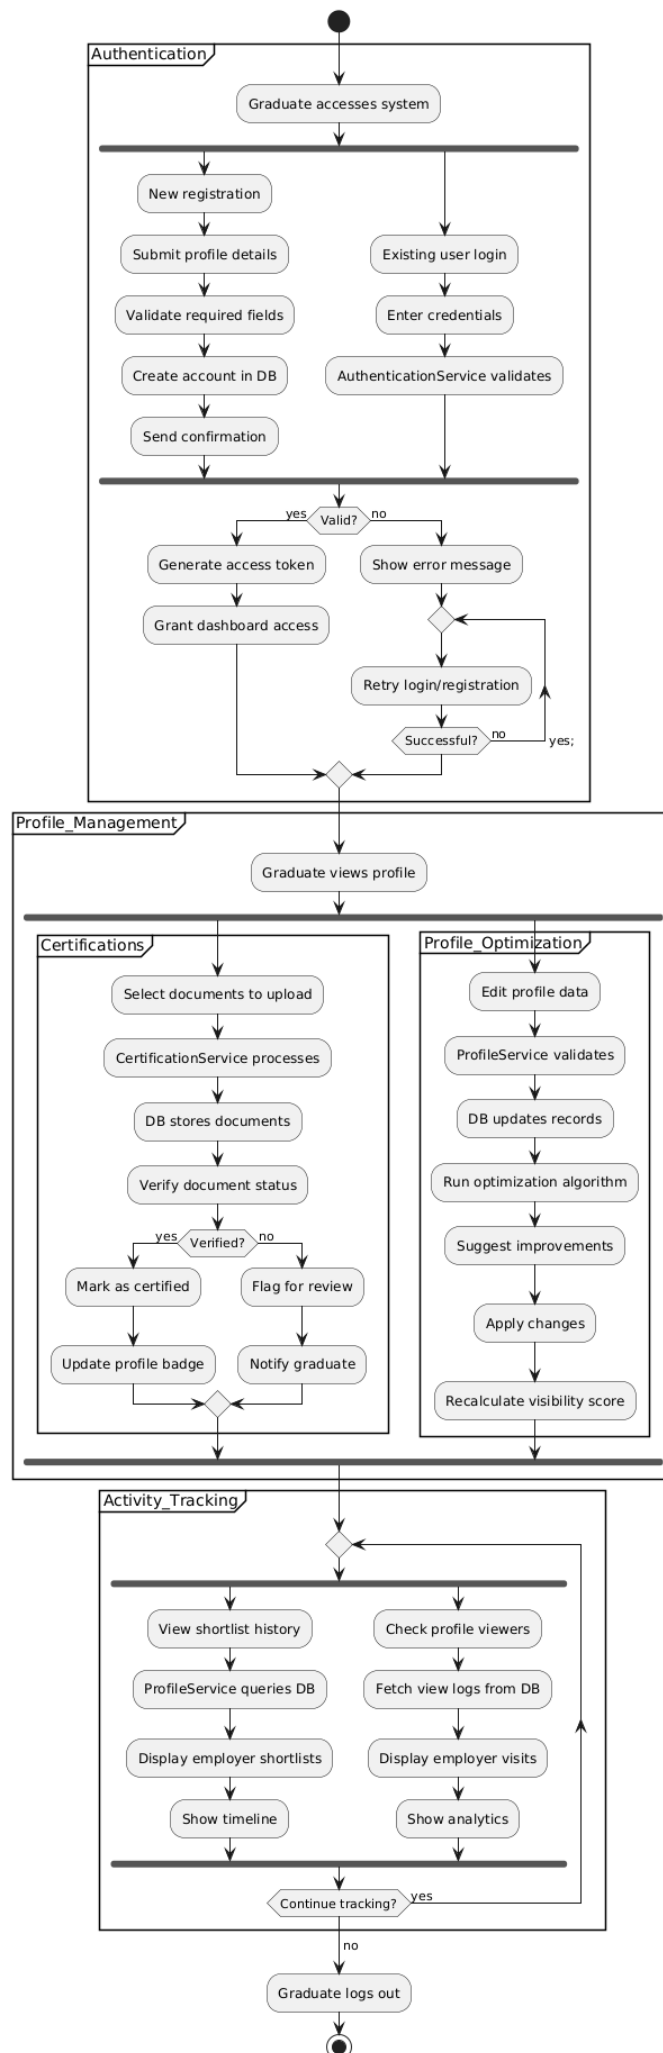 Authentication
Graduate accesses system
New registration
Submit profile details
Validate required fields
Create account in DB
Send confirmation
Existing user login
Enter credentials
AuthenticationService validates
Valid?
yes
no
Generate access token
Grant dashboard access
Show error message
Retry login/registration
Successful?
no
yes;
Profile_Management
Graduate views profile
Certifications
Select documents to upload
CertificationService processes
DB stores documents
Verify document status
Verified?
yes
no
Mark as certified
Update profile badge
Flag for review
Notify graduate
Profile_Optimization
Edit profile data
ProfileService validates
DB updates records
Run optimization algorithm
Suggest improvements
Apply changes
Recalculate visibility score
Activity_Tracking
View shortlist history
ProfileService queries DB
Display employer shortlists
Show timeline
Check profile viewers
Fetch view logs from DB
Display employer visits
Show analytics
Continue tracking?
yes
no
Graduate logs out